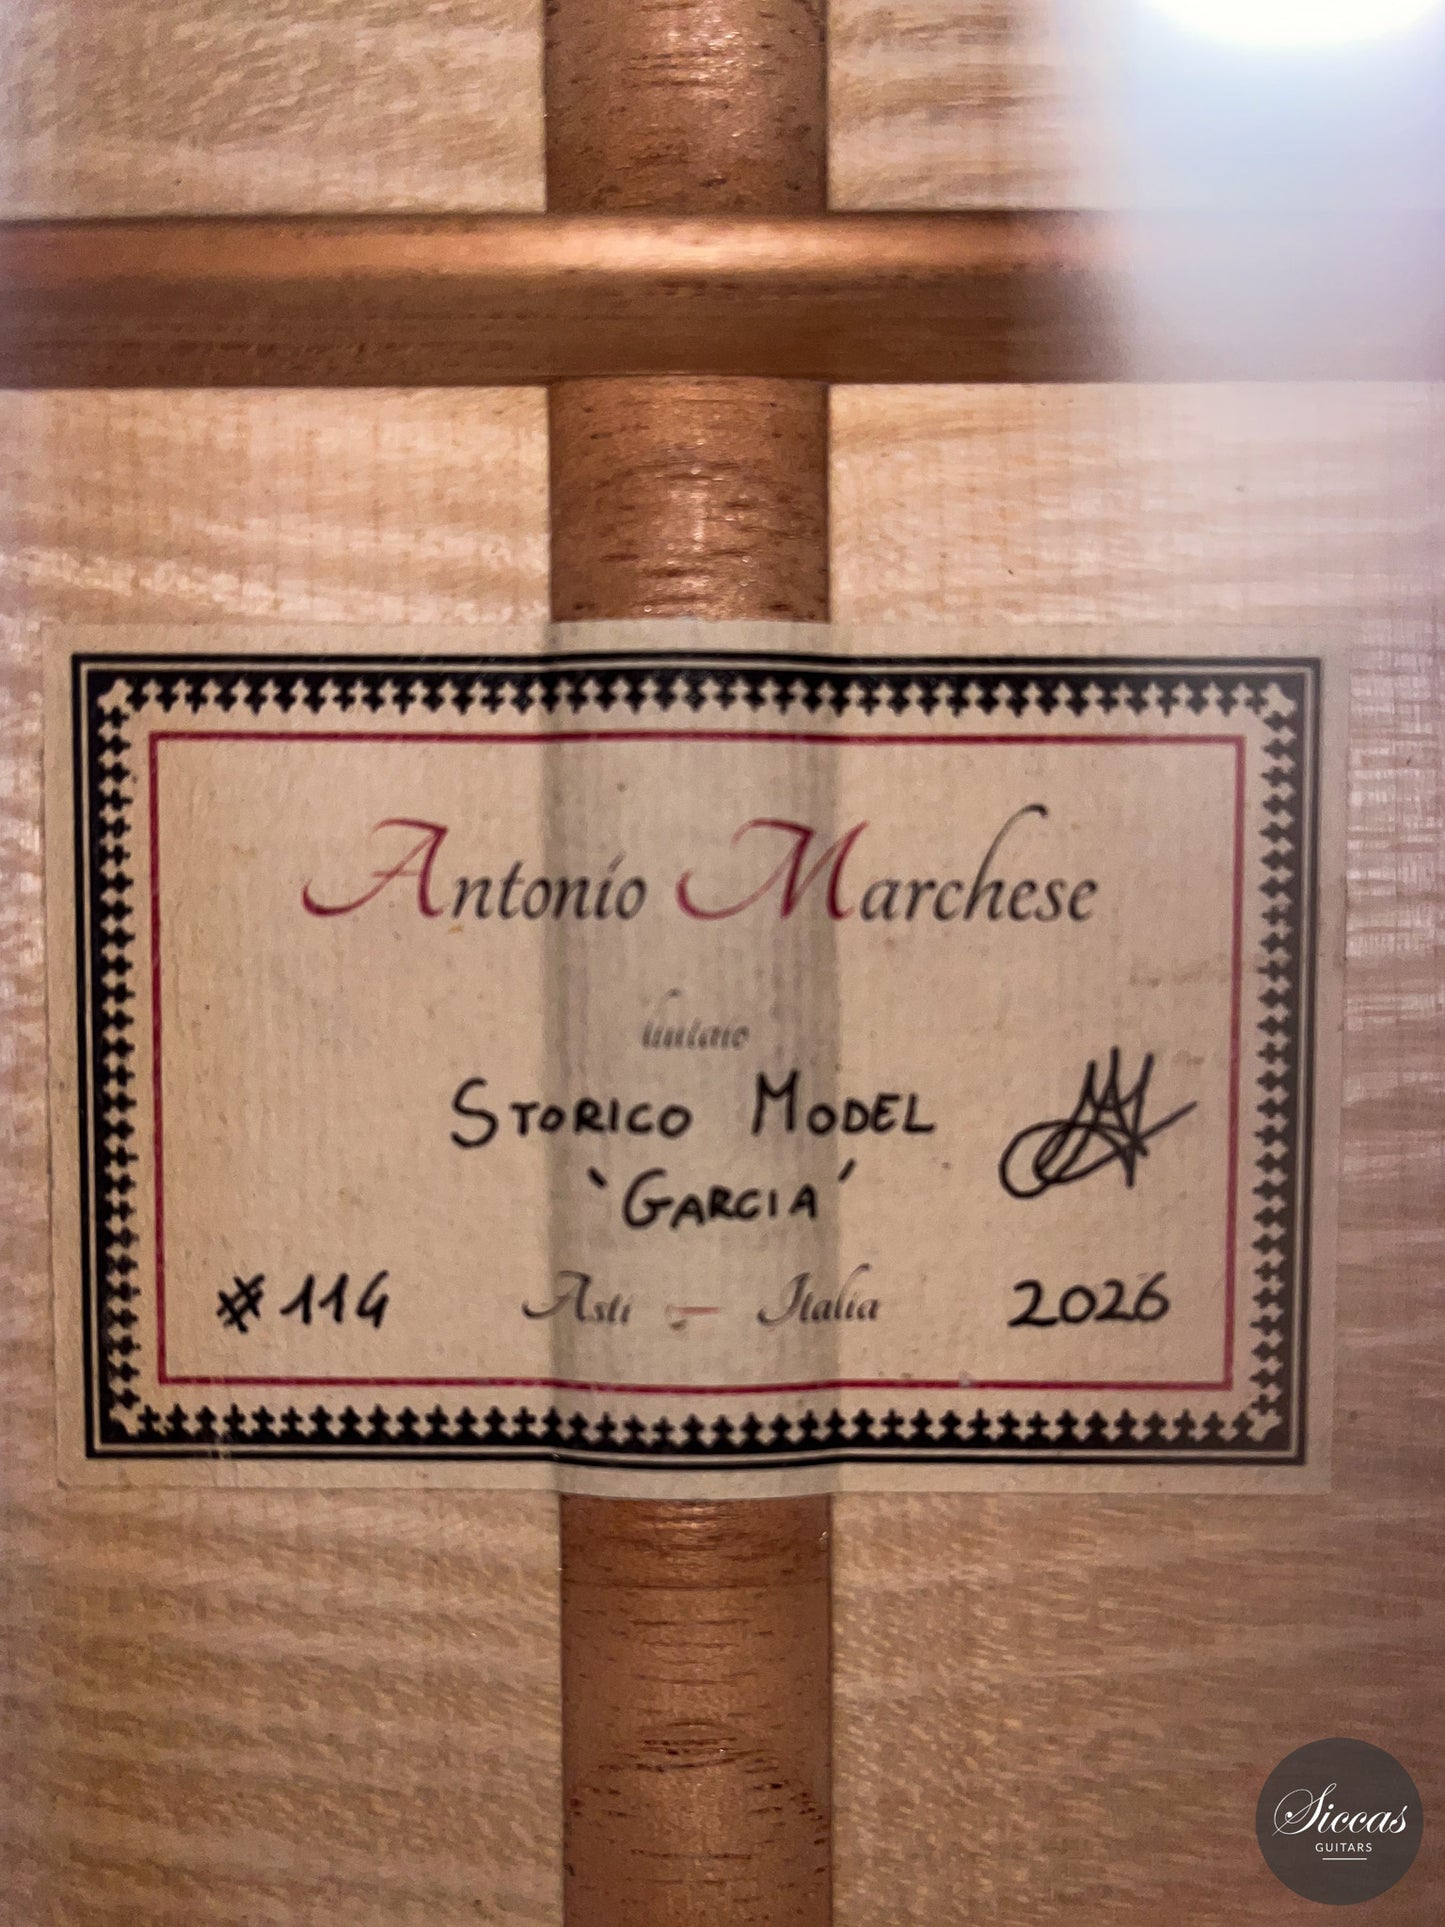 Antonio Marchese
liutaio
STORICO MODEL
‵GARCIA′
#114 Asti — Italia 2026
Siccas
GUITARS